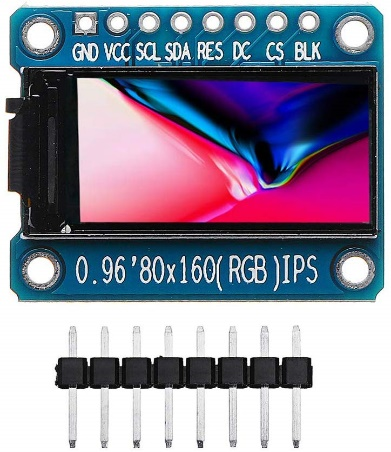 GND VCC SCL SDA RES DC CS BLK
0.96'80x160(RGB)IPS